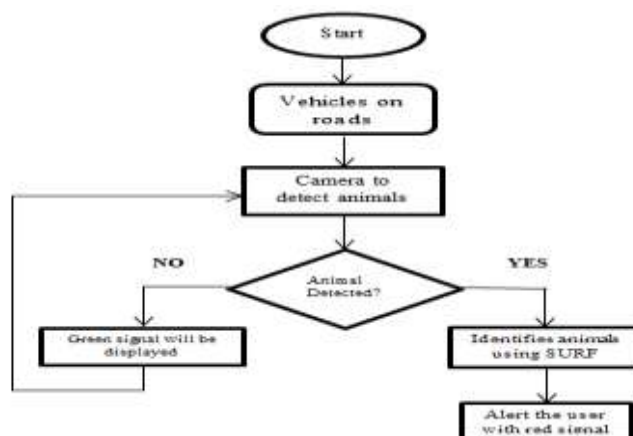 Start
Vehicles on
roads
Camera to
detect animals
NO
YES
Animal
Detected?
Green signal will be
displayed
Identifies animals
using SURF
Alert the user
with red signal